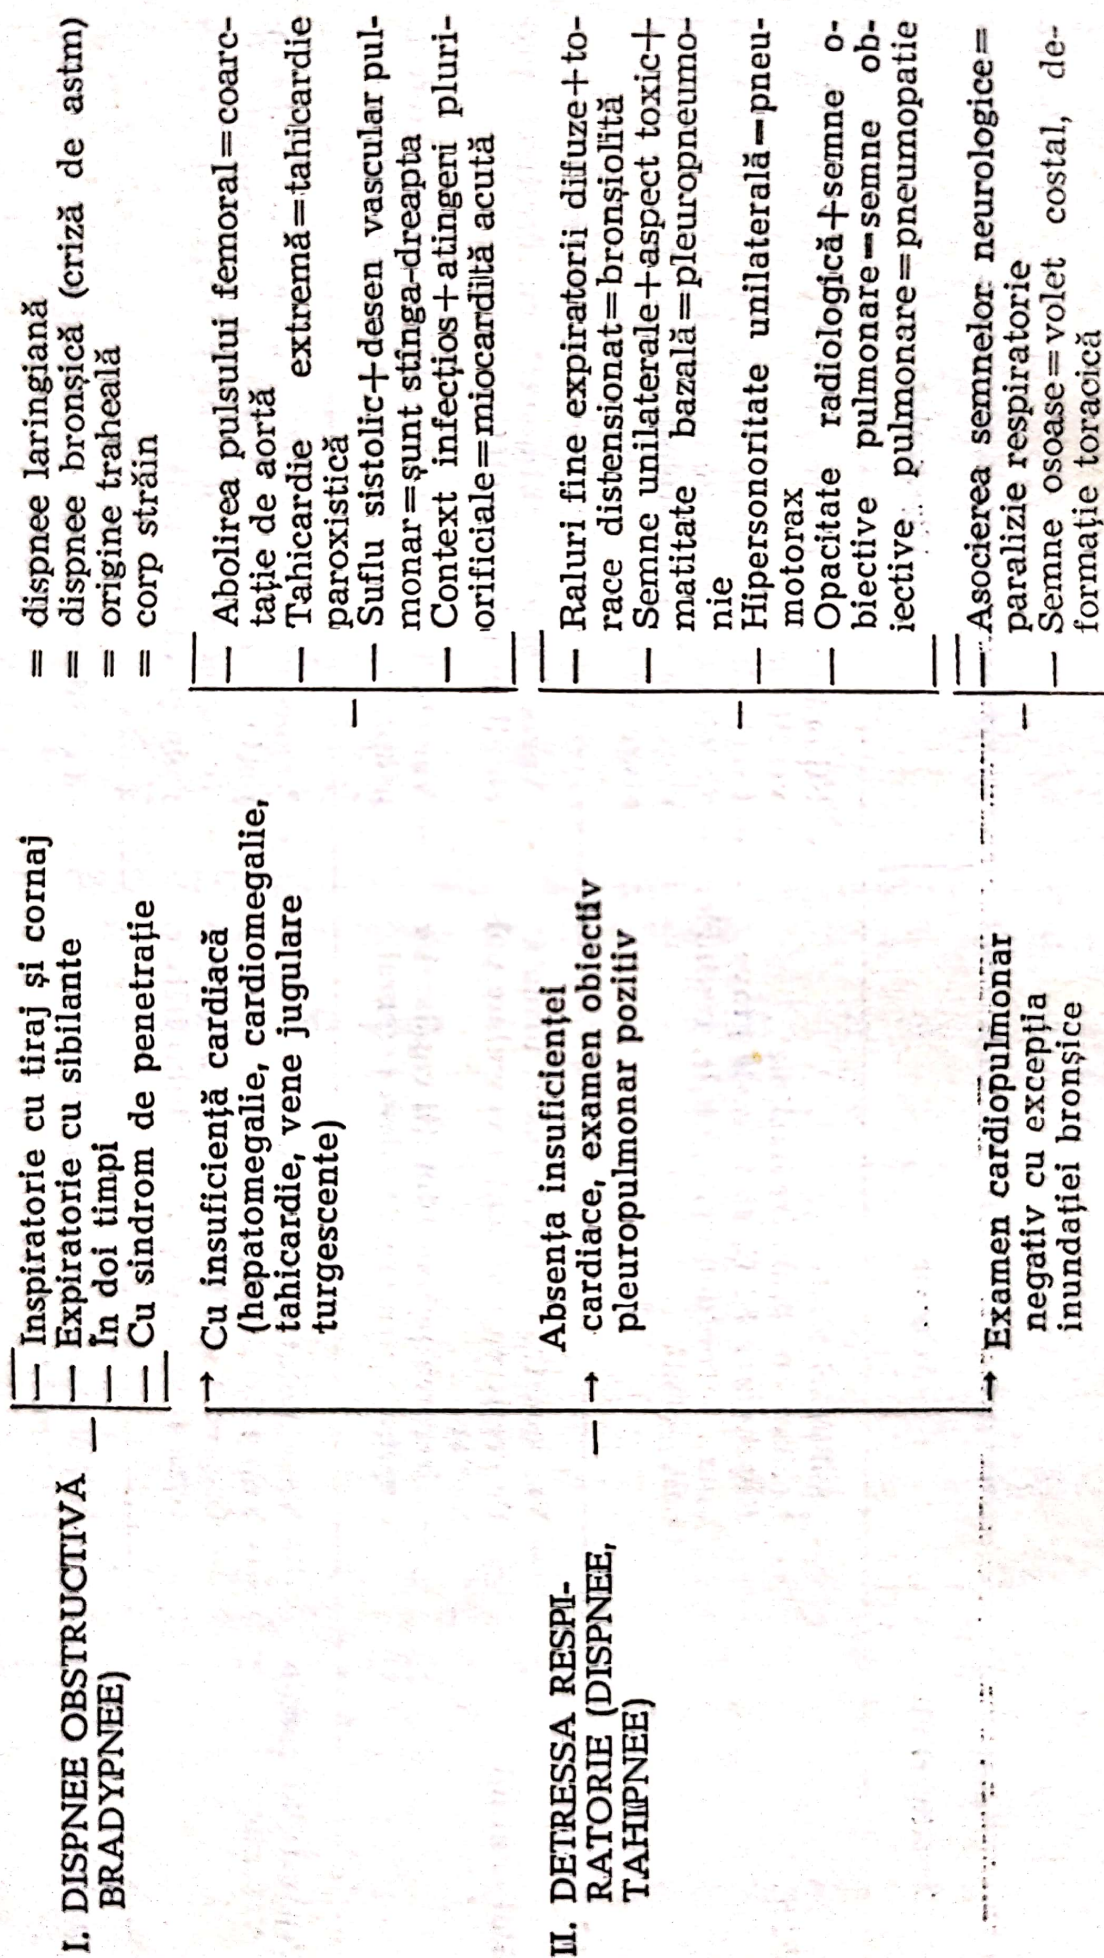 I. DISPNEE OBSTRUCTIVĂ
BRADYPNEE)
— Inspiratorie cu tiraj și cornaj
— Expiratorie cu sibilante
— În doi timpi
— Cu sindrom de penetrație
= dispnee laringiană
= dispnee bronșică (criză de astm)
= origine traheală
= corp străin
II. DETRESSA RESPI-
RATORIE (DISPNEE,
TAHIPNEE)
→ Cu insuficiență cardiacă
(hepatomegalie, cardiomegalie,
tahicardie, vene jugulare
turgescente)
— Abolirea pulsului femoral=coarc-
tație de aortă
— Tahicardie extremă=tahicardie
paroxistică
— Suflu sistolic+desen vascular pul-
monar=șunt stînga-dreapta
— Context infecțios+atingeri pluri-
orificiale=miocardită acută
→ Absența insuficienței
cardiace, examen obiectiv
pleuropulmonar pozitiv
— Raluri fine expiratorii difuze+to-
race distensionat=bronșiolită
— Semne unilaterale+aspect toxic+
matitate bazală=pleuropneumo-
nie
— Hipersonoritate unilaterală=pneu-
motorax
— Opacitate radiologică+semne o-
biective pulmonare=semne ob-
iective pulmonare=pneumopatie
→ Examen cardiopulmonar
negativ cu excepția
inundației bronșice
— Asocierea semnelor neurologice=
paralizie respiratorie
— Semne osoase=volet costal, de-
formație toracică